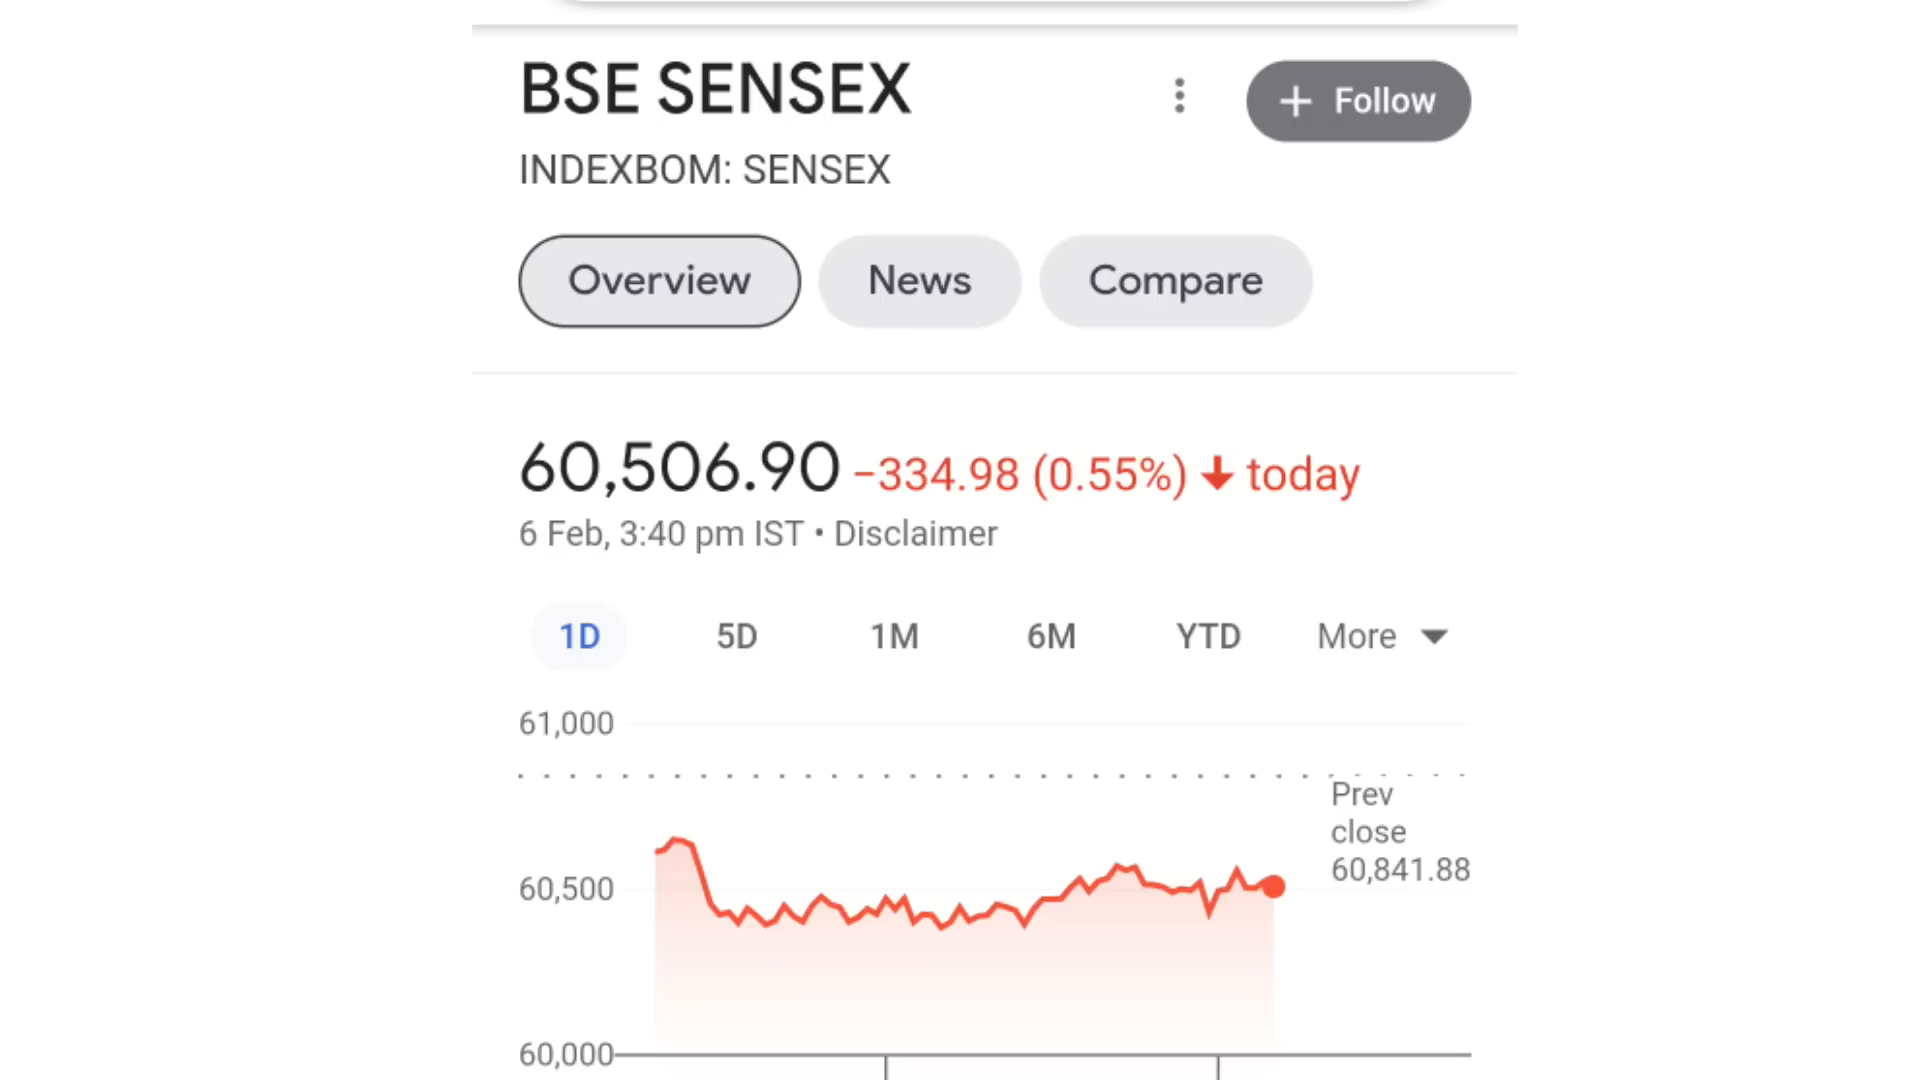 BSE SENSEX
+ Follow
INDEXBOM: SENSEX
Overview
News
Compare
60,506.90 −334.98 (0.55%) ↓ today
6 Feb, 3:40 pm IST • Disclaimer
1D 5D 1M 6M YTD More
61,000
Prev
close
60,841.88
60,500
60,000